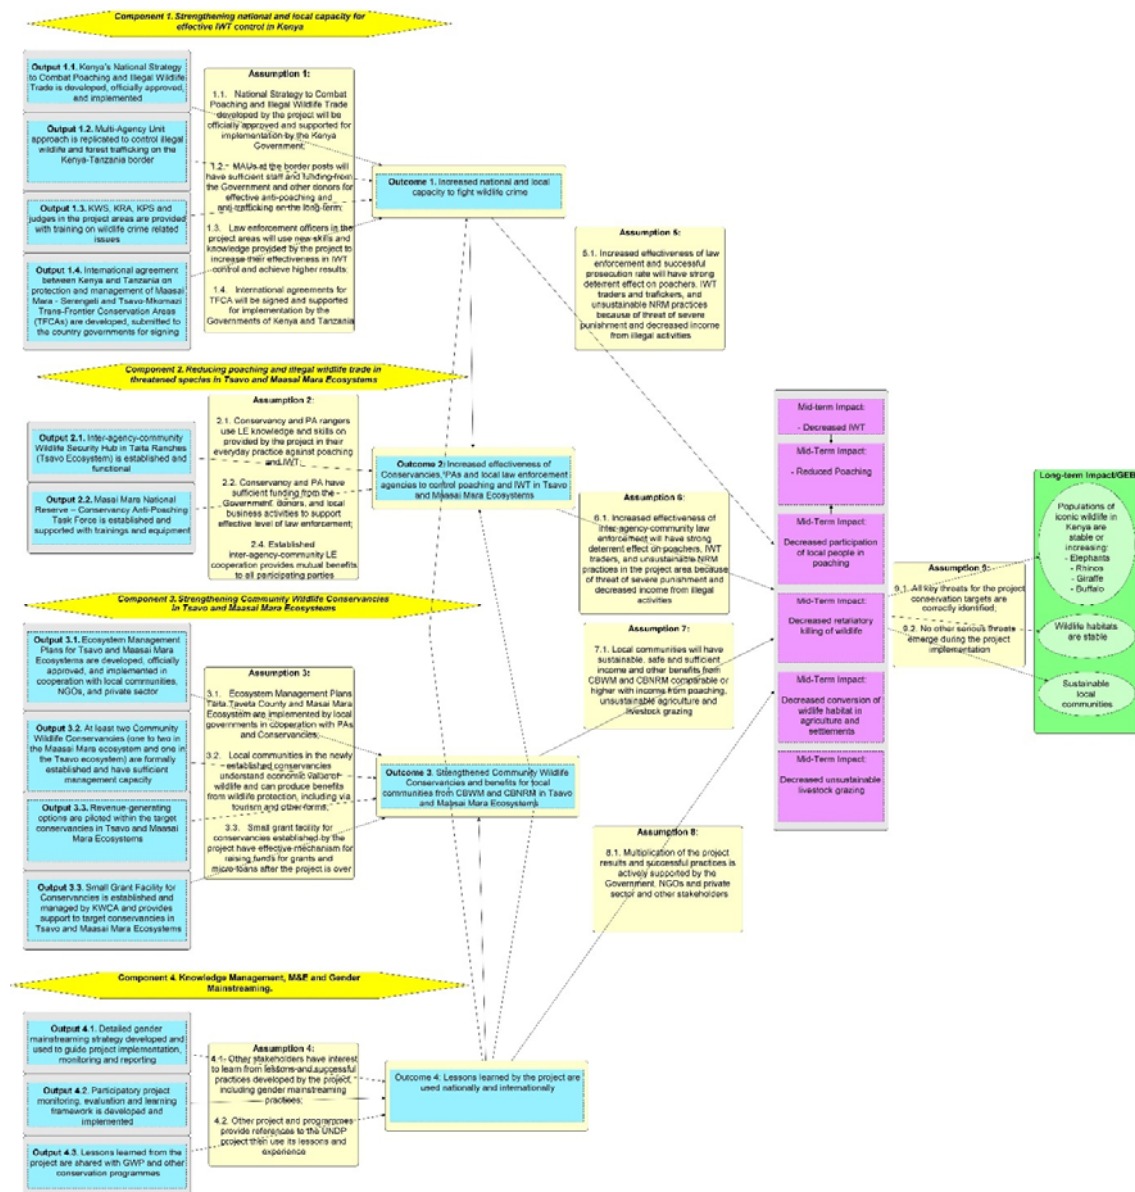 Component 1. Strengthening national and local capacity for
effective IWT control in Kenya
Output 1.1. Kenya's National Strategy
to Combat Poaching and Illegal Wildlife
Trade is developed, officially approved,
and implemented
Output 1.2. Multi-Agency Unit
approach is replicated to control illegal
wildlife and forest trafficking on the
Kenya-Tanzania border
Output 1.3. KWS, KRA, KPS and
judges in the project areas are provided
with training on wildlife crime related
issues
Output 1.4. International agreement
between Kenya and Tanzania on
protection and management of Maasai
Mara - Serengeti and Tsavo-Mkomazi
Trans-Frontier Conservation Areas
(TFCAs) are developed, submitted to
the country governments for signing
Assumption 1:
1.1. National Strategy to Combat
Poaching and Illegal Wildlife Trade
developed by the project will be
officially approved and supported for
implementation by the Kenya
Government;
1.2. MAUs at the border posts will
have sufficient staff and funding from
the Government and other donors for
effective anti-poaching and
anti-trafficking on the long-term;
1.3. Law enforcement officers in the
project areas will use new skills and
knowledge provided by the project to
increase their effectiveness in IWT
control and achieve higher results;
1.4. International agreements for
TFCA will be signed and supported
for implementation by the
Governments of Kenya and Tanzania
Outcome 1. Increased national and local
capacity to fight wildlife crime
Assumption 5:
5.1. Increased effectiveness of law
enforcement and successful
prosecution rate will have strong
deterrent effect on poachers, IWT
traders and trafikers, and
unsustainable NRM practices
because of threat of severe
punishment and decreased income
from illegal activities
Component 2. Reducing poaching and illegal wildlife trade in
threatened species in Tsavo and Maasai Mara Ecosystems
Output 2.1. Inter-agency-community
Wildlife Security Hub in Taita Ranches
(Tsavo Ecosystem) is established and
functional
Output 2.2. Masai Mara National
Reserve – Conservancy Anti-Poaching
Task Force is established and
supported with trainings and equipment
Assumption 2:
2.1. Conservancy and PA rangers
use LE knowledge and skills on
provided by the project in their
everyday practice against poaching
and IWT;
2.2. Conservancy and PA have
sufficient funding from the
Government, donors, and local
business activities to support
effective level of law enforcement;
2.4. Established
inter-agency-community LE
cooperation provides mutual benefits
to all participating parties
Outcome 2: Increased effectiveness of
Conservancies, PAs and local law enforcement
agencies to control poaching and IWT in Tsavo
and Maasai Mara Ecosystems
Assumption 6:
6.1. Increased effectiveness of
inter-agency-community law
enforcement will have strong
deterrent effect on poachers, IWT
traders, and unsustainable NRM
practices in the project area because
of threat of severe punishment and
decreased income from illegal
activities
Component 3. Strengthening Community Wildlife Conservancies
in Tsavo and Maasai Mara Ecosystems
Output 3.1. Ecosystem Management
Plans for Tsavo and Maasai Mara
Ecosystems are developed, officially
approved, and implemented in
cooperation with local communities,
NGOs, and private sector
Output 3.2. At least two Community
Wildlife Conservancies (one to two in
the Maasai Mara ecosystem and one in
the Tsavo ecosystem) are formally
established and have sufficient
management capacity
Output 3.3. Revenue-generating
options are piloted within the target
conservancies in Tsavo and Maasai
Mara Ecosystems
Output 3.3. Small Grant Facility for
Conservancies is established and
managed by KWCA and provides
support to target conservancies in
Tsavo and Maasai Mara Ecosystems
Assumption 3:
3.1. Ecosystem Management Plans
Taita Taveta County and Masai Mara
Ecosystem are implemented by local
governments in cooperation with PAs
and Conservancies;
3.2. Local communities in the newly
established conservancies
understand economic value of
wildlife and can produce benefits
from wildlife protection, including via
tourism and other forms;
3.3. Small grant facility for
conservancies established by the
project have effective mechanism for
raising funds for grants and
micro-loans after the project is over
Outcome 3. Strengthened Community Wildlife
Conservancies and benefits for local
communities from CBWM and CBNRM in Tsavo
and Maasai Mara Ecosystems
Assumption 7
7.1. Local communities will have
sustainable, safe and sufficient
income and other benefits from
CBWM and CBNRM comparable or
higher with income from poaching,
unsustainable agriculture and
livestock grazing
Assumption 8:
8.1. Multiplication of the project
results and successful practices is
actively supported by the
Government, NGOs and private
sector and other stakeholders
Component 4. Knowledge Management, M&E and Gender
Mainstreaming.
Output 4.1. Detailed gender
mainstreaming strategy developed and
used to guide project implementation,
monitoring and reporting
Output 4.2. Participatory project
monitoring, evaluation and learning
framework is developed and
implemented
Output 4.3. Lessons learned from the
project are shared with GWP and other
conservation programmes
Assumption 4:
4.1. Other stakeholders have interest
to learn from lessons and successful
practices developed by the project,
including gender mainstreaming
practices;
4.2. Other project and programmes
provide references to the UNDP
project then use its lessons and
experience
Outcome 4: Lessons learned by the project are
used nationally and internationally
Mid-term Impact:
- Decreased IWT
Mid-term Impact:
- Reduced Poaching
Mid-Term Impact:
Decreased participation
of local people in
poaching
Mid-Term Impact:
Decreased retaliatory
killing of wildlife
Mid-Term Impact:
Decreased conversion of
widlife habitat in
agriculture and
settlements
Mid-Term Impact:
Decreased unsustainable
livestock grazing
Assumption 9:
9.1. All key threats for the project
conservation targets are
correctly identified;
9.2. No other serious threats
emerge during the project
implementation
Long-term Impact/GEB
Populations of
iconic wildlife in
Kenya are
stable or
increasing:
- Elephants
- Rhinos
- Giraffe
- Buffalo
Wildlife habitats
are stable
Sustainable
local
communities